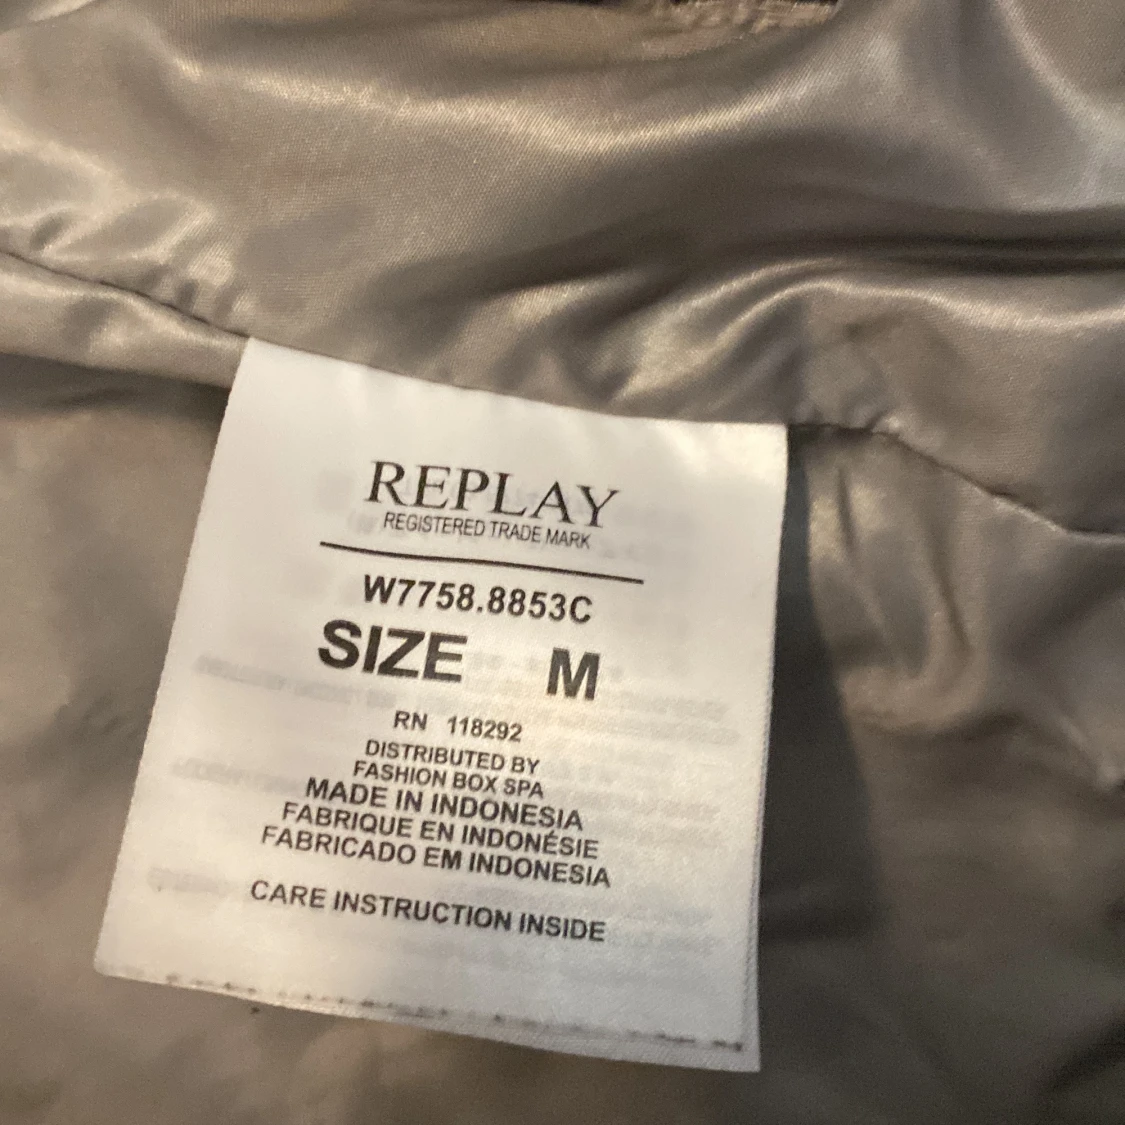 REPLAY
REGISTERED TRADE MARK
W7758.8853C
SIZE M
RN 118292
DISTRIBUTED BY
FASHION BOX SPA
MADE IN INDONESIA
FABRIQUE EN INDONÉSIE
FABRICADO EM INDONESIA
CARE INSTRUCTION INSIDE